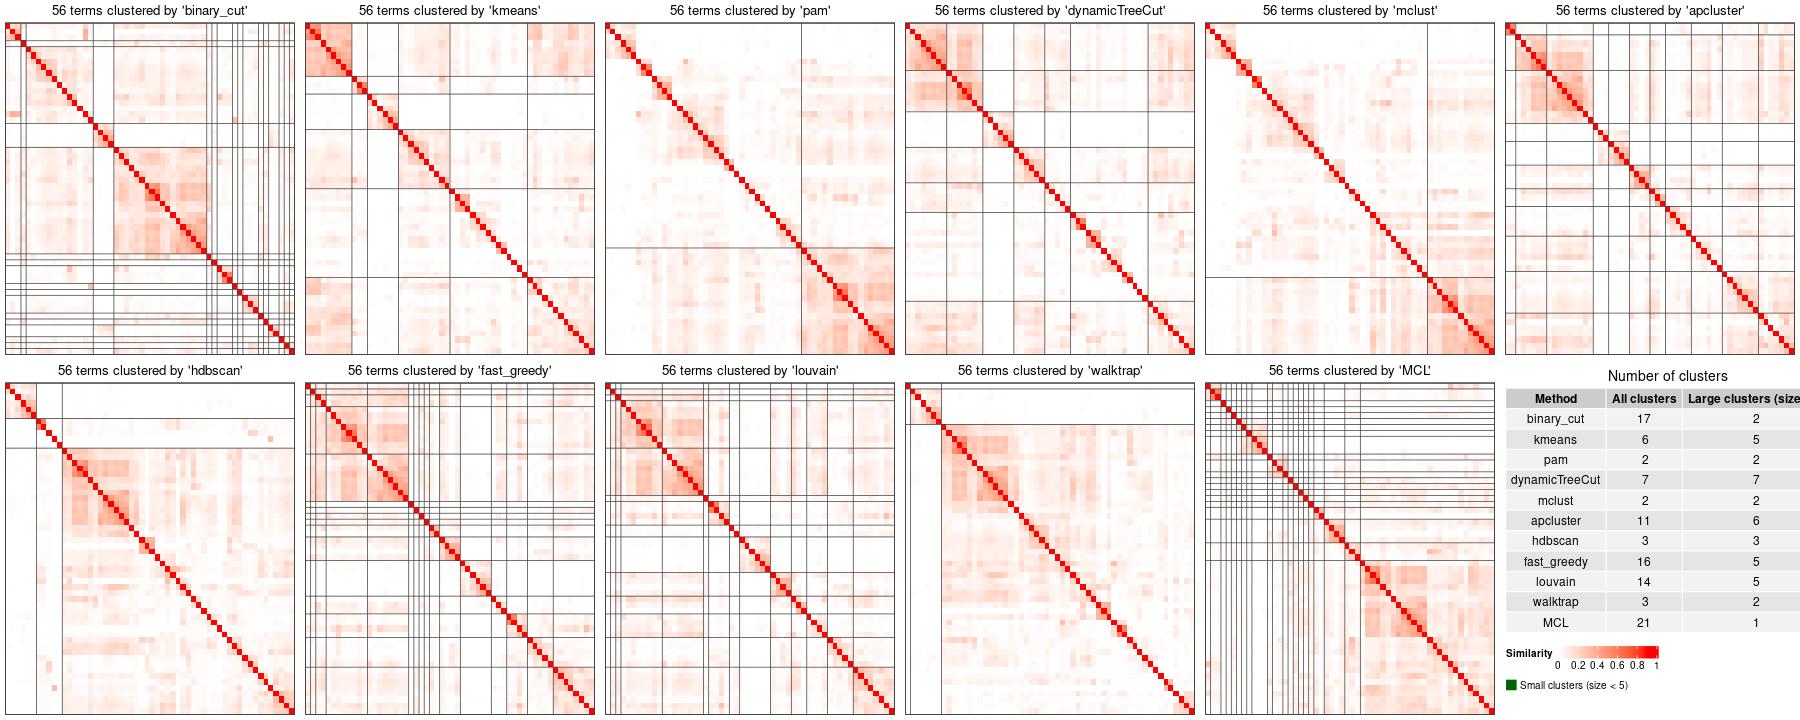 56 terms clustered by 'binary_cut'
56 terms clustered by 'kmeans'
56 terms clustered by 'pam'
56 terms clustered by 'dynamicTreeCut'
56 terms clustered by 'mclust'
56 terms clustered by 'apcluster'
56 terms clustered by 'hdbscan'
56 terms clustered by 'fast_greedy'
56 terms clustered by 'louvain'
56 terms clustered by 'walktrap'
56 terms clustered by 'MCL'
Number of clusters
Method All clusters Large clusters (size
binary_cut 17 2
kmeans 6 5
pam 2 2
dynamicTreeCut 7 7
mclust 2 2
apcluster 11 6
hdbscan 3 3
fast_greedy 16 5
louvain 14 5
walktrap 3 2
MCL 21 1
Similarity
0 0.2 0.4 0.6 0.8 1
Small clusters (size < 5)